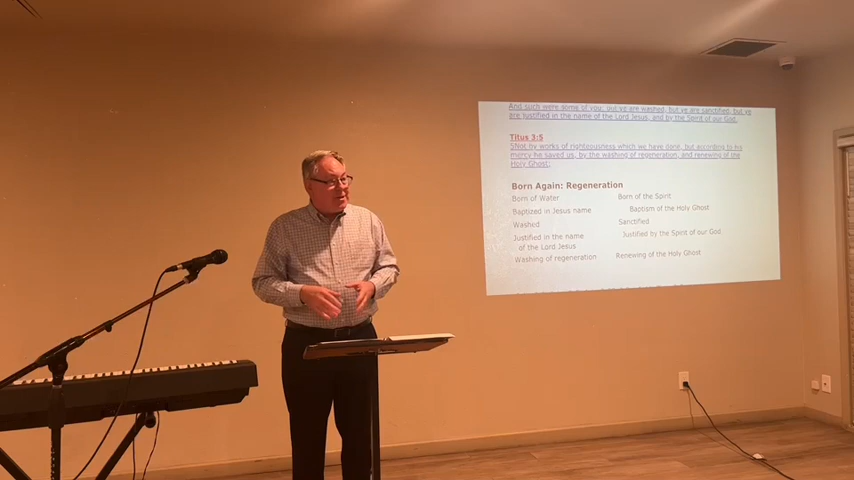 And such were some of you: but ye are washed, but ye are sanctified, but ye
are justified in the name of the Lord Jesus, and by the Spirit of our God.
Titus 3:5
5Not by works of righteousness which we have done, but according to his
mercy he saved us, by the washing of regeneration, and renewing of the
Holy Ghost;
Born Again: Regeneration
Born of Water Born of the Spirit
Baptized in Jesus name Baptism of the Holy Ghost
Washed Sanctified
Justified in the name Justified by the Spirit of our God
of the Lord Jesus
Washing of regeneration Renewing of the Holy Ghost